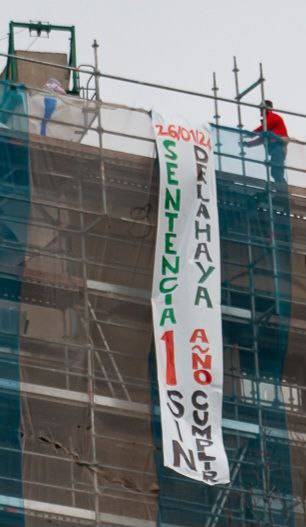 26/01/24
SENTENCIA
DE LA HAYA
1 AÑO
SIN CUMPLIR